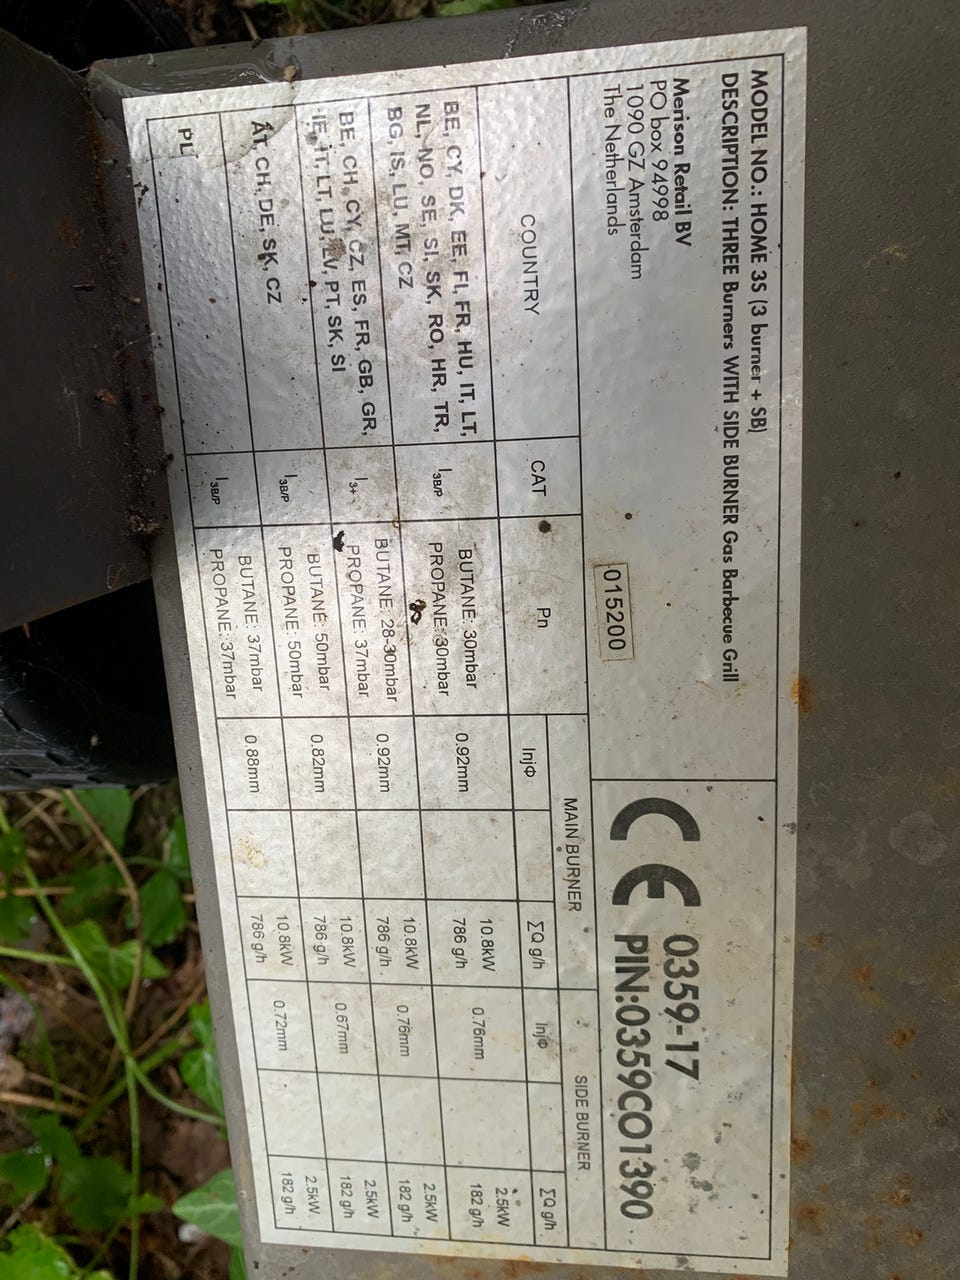 MODEL NO.: HOME 3S (3 burner + SB)
DESCRIPTION: THREE Burners WITH SIDE BURNER Gas Barbecue Grill
Merison Retail BV
PO box 94998
1090 GZ Amsterdam
The Netherlands
015200
CE 0359-17
PIN:0359CO1390
COUNTRY CAT Pn MAIN BURNER SIDE BURNER
InjΦ ΣQ g/h InjΦ ΣQ g/h
BE, CY, DK, EE, FI, FR, HU, IT, LT,
NL, NO, SE, SI, SK, RO, HR, TR,
BG, IS, LU, MT, CZ
I3B/P
BUTANE: 30mbar
PROPANE: 30mbar
0.92mm
10.8kW
786 g/h
0.76mm
2.5kW
182 g/h
BE, CH, CY, CZ, ES, FR, GB, GR,
IE, IT, LT, LU, LV, PT, SK, SI
I3+
BUTANE: 28-30mbar
PROPANE: 37mbar
0.92mm
10.8kW
786 g/h
0.76mm
2.5kW
182 g/h
AT, CH, DE, SK, CZ
I3B/P
BUTANE: 50mbar
PROPANE: 50mbar
0.82mm
10.8kW
786 g/h
0.67mm
2.5kW
182 g/h
PL
I3B/P
BUTANE: 37mbar
PROPANE: 37mbar
0.88mm
10.8kW
786 g/h
0.72mm
2.5kW
182 g/h